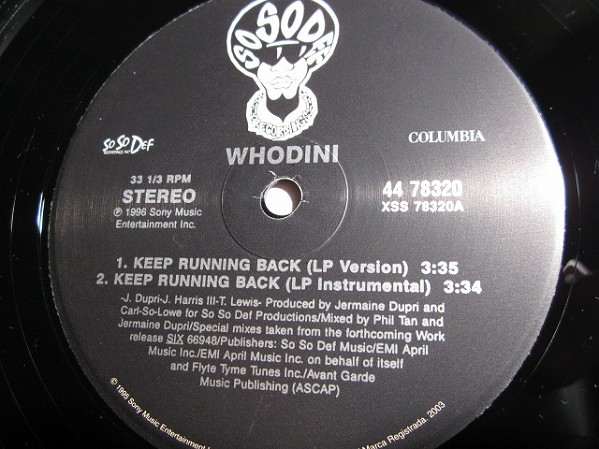 SO SO DEF
RECORDINGS
So So DEF
COLUMBIA
WHODINI
33 1/3 RPM
STEREO
℗ 1996 Sony Music
Entertainment Inc.
44 78320
XSS 78320A
1. KEEP RUNNING BACK (LP Version) 3:35
2. KEEP RUNNING BACK (LP Instrumental) 3:34
-J. Dupri-J. Harris III-T. Lewis- Produced by Jermaine Dupri and
Carl-So-Lowe for So So Def Productions/Mixed by Phil Tan and
Jermaine Dupri/Special mixes taken from the forthcoming Work
release SIX 66948/Publishers: So So Def Music/EMI April
Music Inc./EMI April Music Inc. on behalf of itself
and Flyte Tyme Tunes Inc./Avant Garde
Music Publishing (ASCAP)
© 1996 Sony Music Entertainment
Marca Registrada. 2003